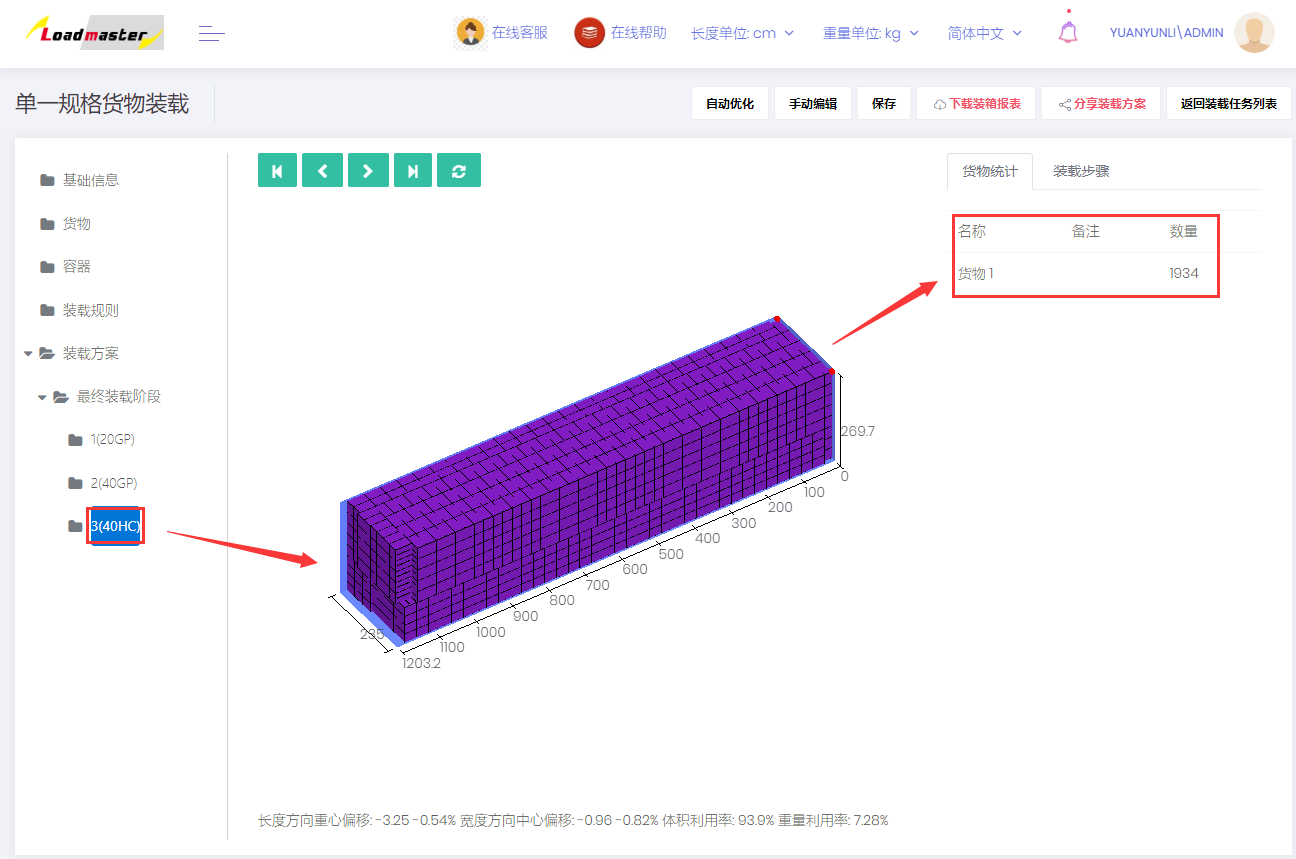 Loadmaster
在线客服
在线帮助
长度单位: cm
重量单位: kg
简体中文
YUANYUNLI\ADMIN
单一规格货物装载
自动优化
手动编辑
保存
下载装箱报表
分享装载方案
返回装载任务列表
基础信息
货物
容器
装载规则
装载方案
最终装载阶段
1(20GP)
2(40GP)
3(40HC)
货物统计
装载步骤
名称 备注 数量
货物 1 1934
269.7
0
100
200
300
400
500
600
700
800
900
1000
1100
1203.2
235
长度方向重心偏移: -3.25 -0.54% 宽度方向中心偏移: -0.96 -0.82% 体积利用率: 93.9% 重量利用率: 7.28%